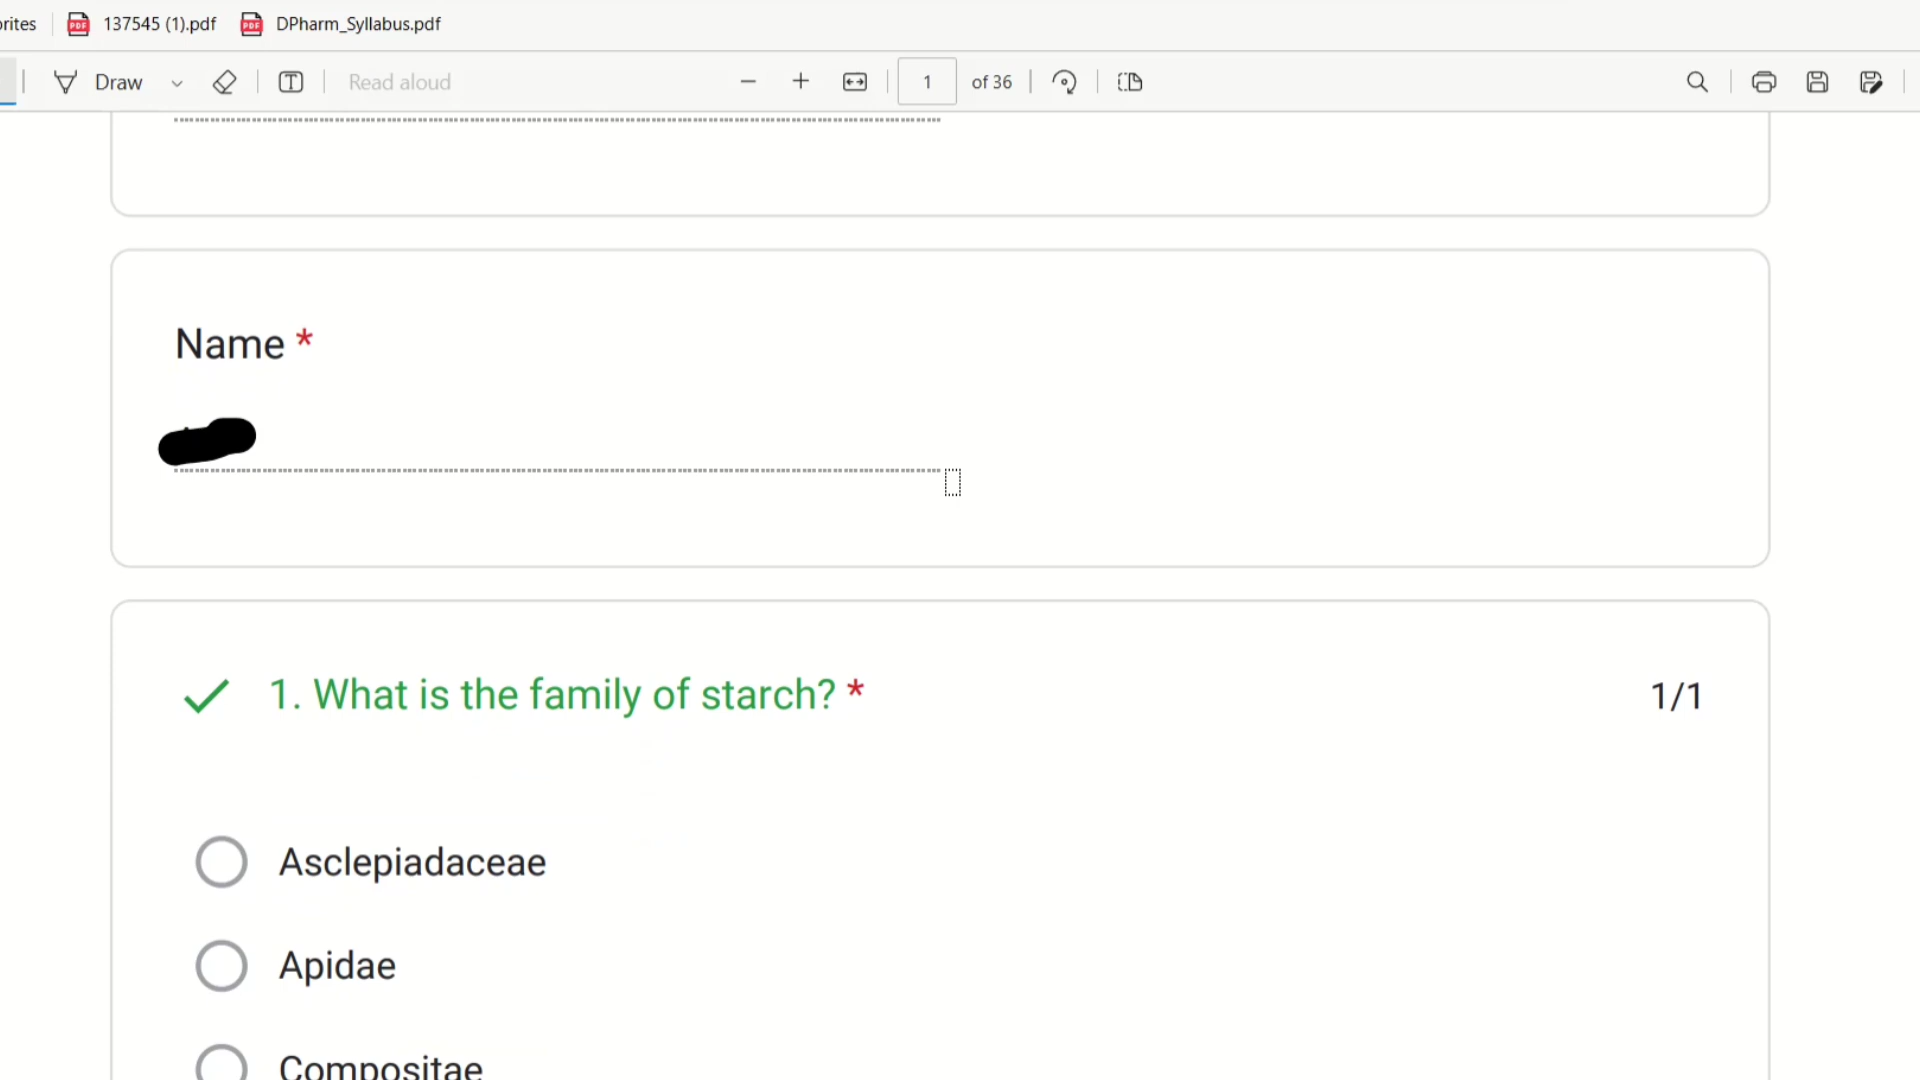 orites 137545 (1).pdf DPharm_Syllabus.pdf
Draw Read aloud 1 of 36
Name *
1. What is the family of starch? * 1/1
Asclepiadaceae
Apidae
Compositae